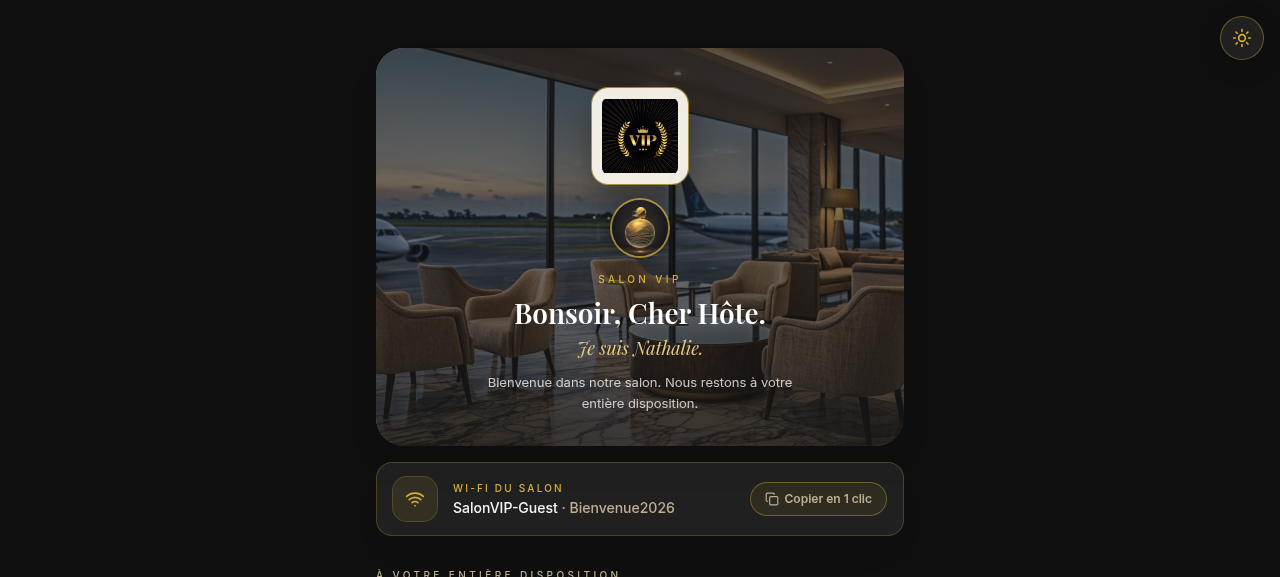 VIP
SALON VIP
Bonsoir, Cher Hôte.
Je suis Nathalie.
Bienvenue dans notre salon. Nous restons à votre
entière disposition.
WI-FI DU SALON
SalonVIP-Guest · Bienvenue2026
Copier en 1 clic
À VOTRE ENTIÈRE DISPOSITION